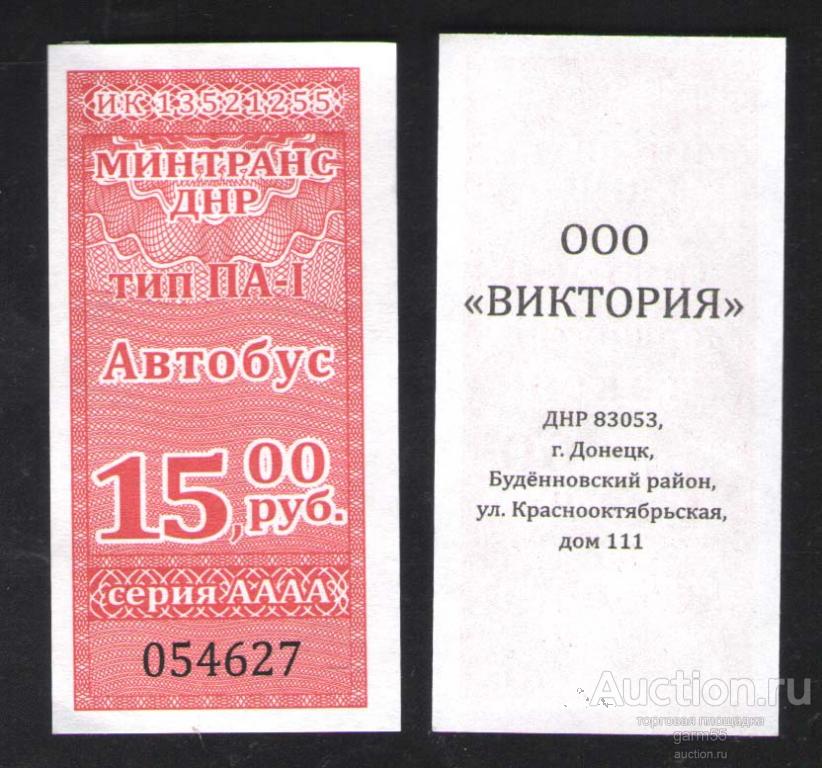 ИК 13521255
МИНТРАНС
ДНР
тип ПА-I
Автобус
15,00
руб.
серия АААА
054627
ООО
«ВИКТОРИЯ»
ДНР 83053,
г. Донецк,
Будённовский район,
ул. Краснооктябрьская,
дом 111
Auction.ru
торговая площадка
garm55
auction.ru